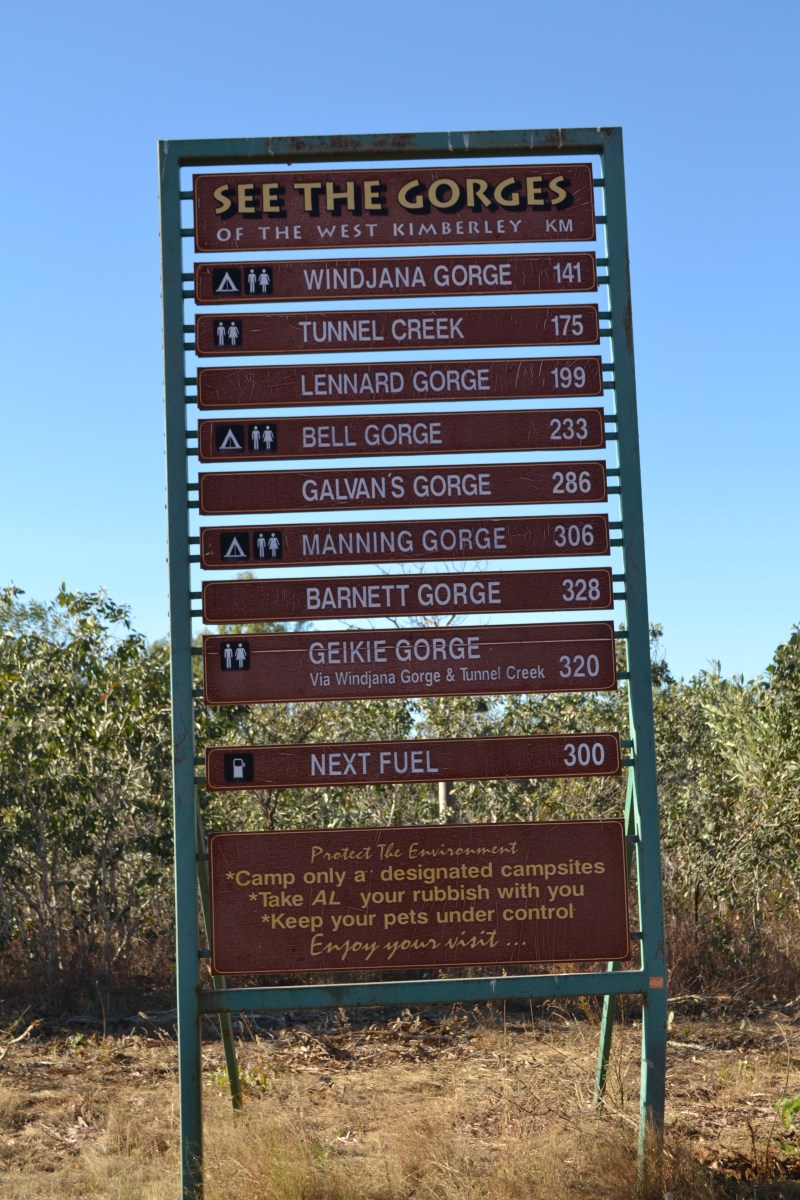 SEE THE GORGES
OF THE WEST KIMBERLEY KM
WINDJANA GORGE 141
TUNNEL CREEK 175
LENNARD GORGE 199
BELL GORGE 233
GALVAN'S GORGE 286
MANNING GORGE 306
BARNETT GORGE 328
GEIKIE GORGE
Via Windjana Gorge & Tunnel Creek 320
NEXT FUEL 300
Protect The Environment
*Camp only a designated campsites
*Take AL your rubbish with you
*Keep your pets under control
Enjoy your visit ...